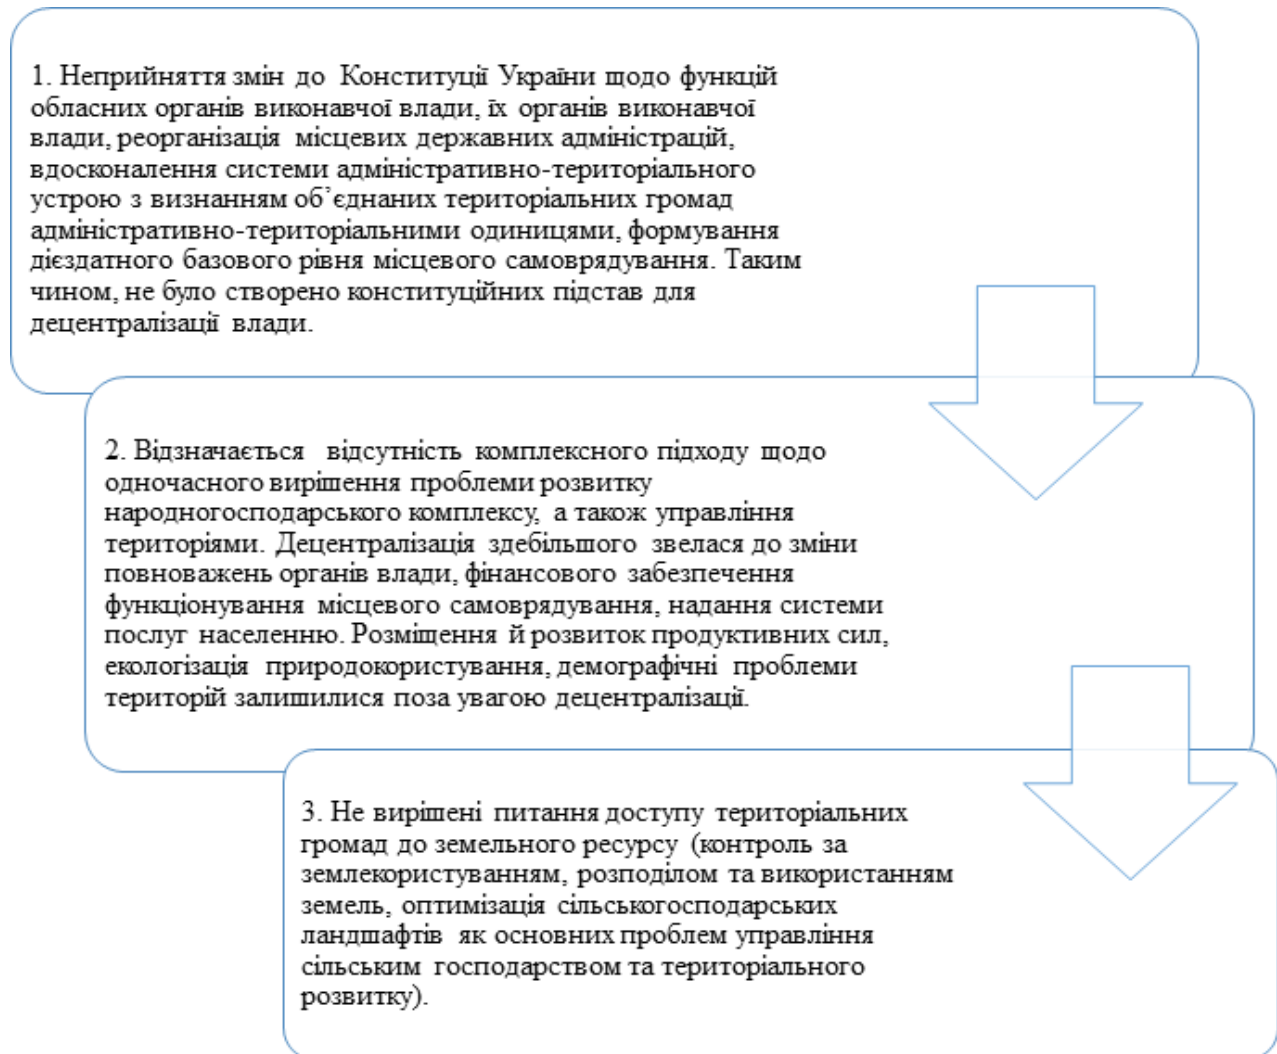 1. Неприйняття змін до Конституції України щодо функцій
обласних органів виконавчої влади, їх органів виконавчої
влади, реорганізація місцевих державних адміністрацій,
вдосконалення системи адміністративно-територіального
устрою з визнанням об’єднаних територіальних громад
адміністративно-територіальними одиницями, формування
дієздатного базового рівня місцевого самоврядування. Таким
чином, не було створено конституційних підстав для
децентралізації влади.
2. Відзначається відсутність комплексного підходу щодо
одночасного вирішення проблеми розвитку
народногосподарського комплексу, а також управління
територіями. Децентралізація здебільшого звелася до зміни
повноважень органів влади, фінансового забезпечення
функціонування місцевого самоврядування, надання системи
послуг населенню. Розміщення й розвиток продуктивних сил,
екологізація природокористування, демографічні проблеми
територій залишилися поза увагою децентралізації.
3. Не вирішені питання доступу територіальних
громад до земельного ресурсу (контроль за
землекористуванням, розподілом та використанням
земель, оптимізація сільськогосподарських
ландшафтів як основних проблем управління
сільським господарством та територіального
розвитку).